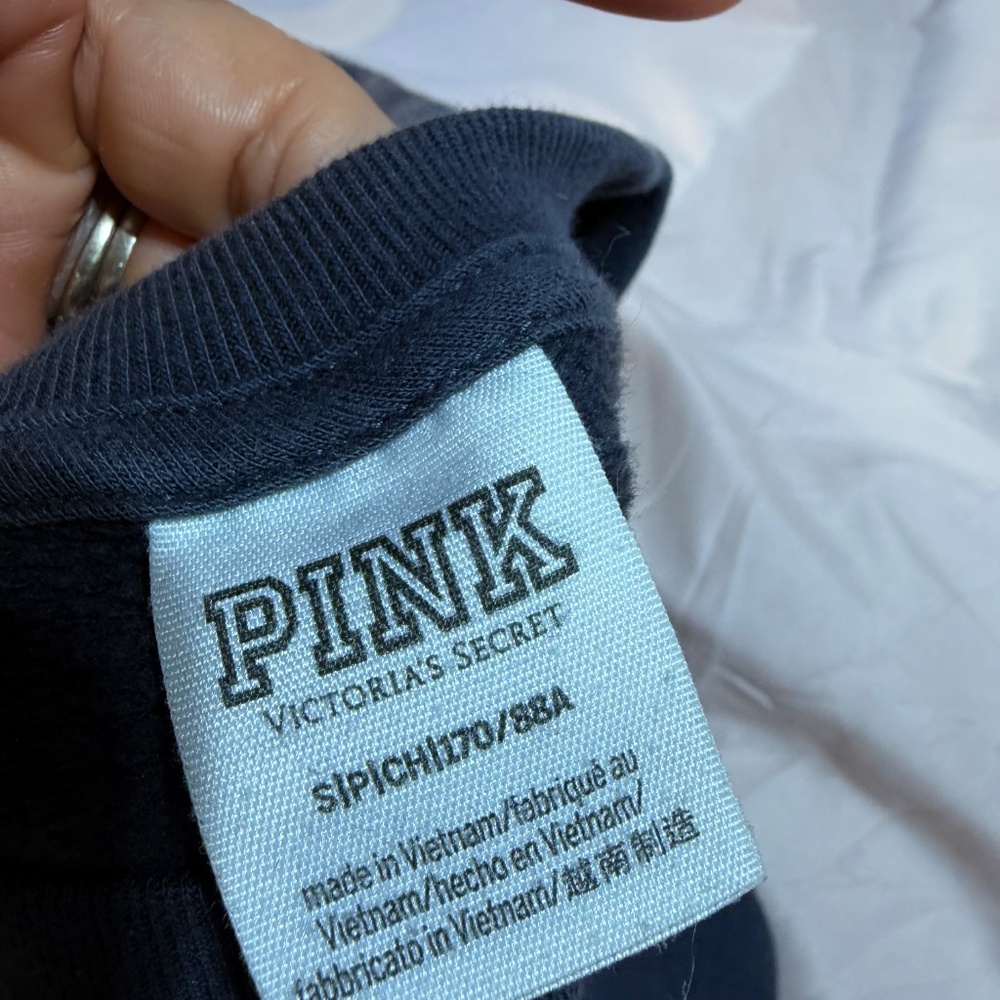 PINK
VICTORIA'S SECRET
S|P|CH|170/88A
made in Vietnam/fabriqué au
Vietnam/hecho en Vietnam/
fabbricato in Vietnam/越南制造